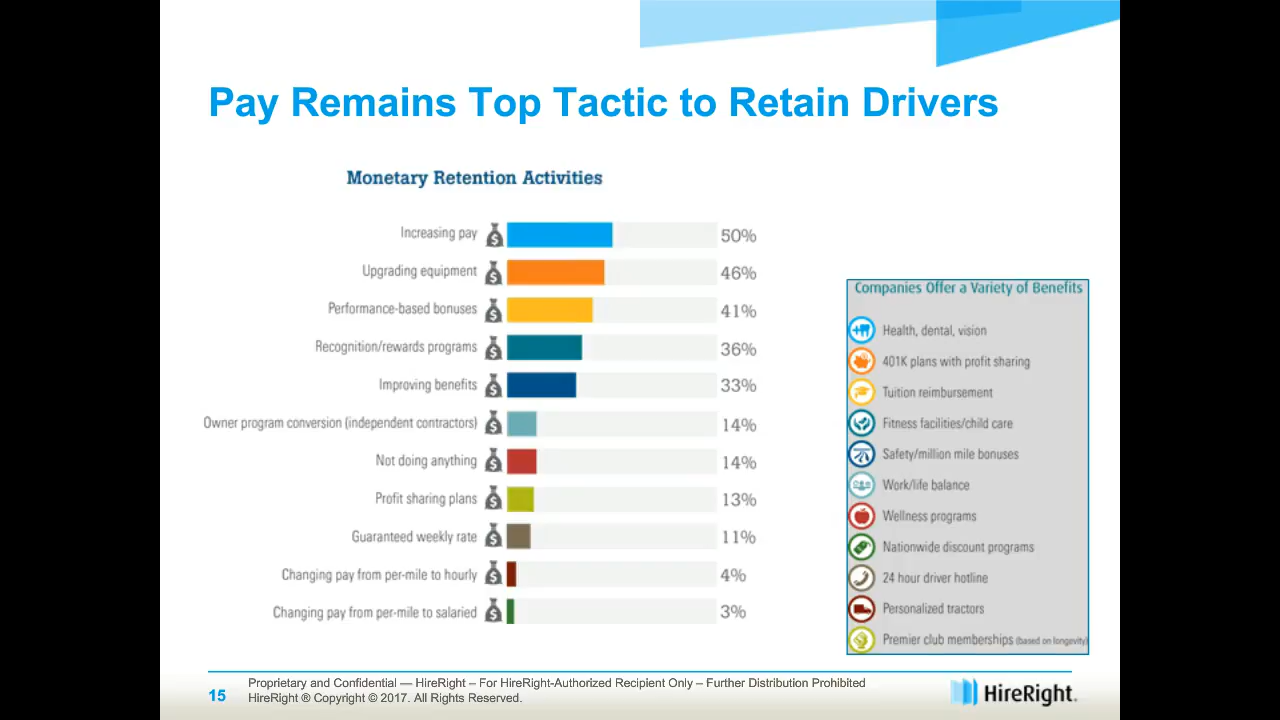 Pay Remains Top Tactic to Retain Drivers
Monetary Retention Activities
Increasing pay $ 50%
Upgrading equipment $ 46%
Performance-based bonuses $ 41%
Recognition/rewards programs $ 36%
Improving benefits $ 33%
Owner program conversion (independent contractors) $ 14%
Not doing anything $ 14%
Profit sharing plans $ 13%
Guaranteed weekly rate $ 11%
Changing pay from per-mile to hourly $ 4%
Changing pay from per-mile to salaried $ 3%
Companies Offer a Variety of Benefits
Health, dental, vision
401K plans with profit sharing
Tuition reimbursement
Fitness facilities/child care
Safety/million mile bonuses
Work/life balance
Wellness programs
Nationwide discount programs
24 hour driver hotline
Personalized tractors
Premier club memberships (based on longevity)
15
Proprietary and Confidential — HireRight – For HireRight-Authorized Recipient Only – Further Distribution Prohibited
HireRight ® Copyright © 2017. All Rights Reserved.
HireRight.